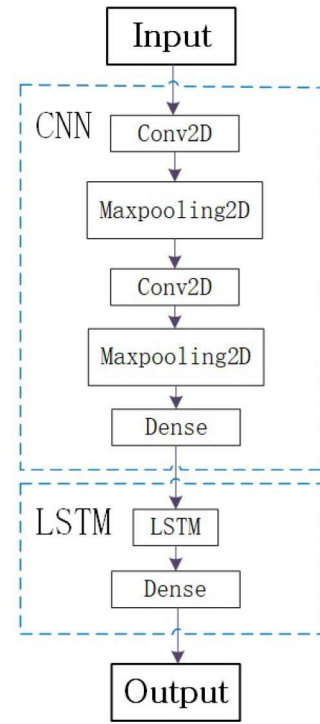 Input
CNN
Conv2D
Maxpooling2D
Conv2D
Maxpooling2D
Dense
LSTM
LSTM
Dense
Output